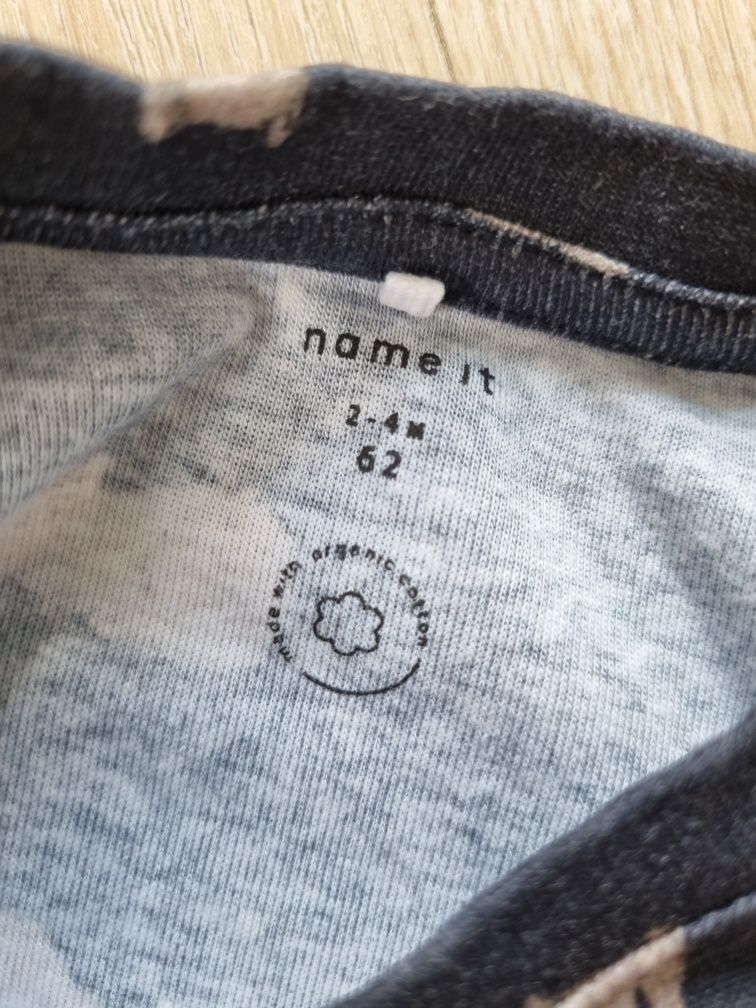 name it
2-4M
62
made with organic cotton